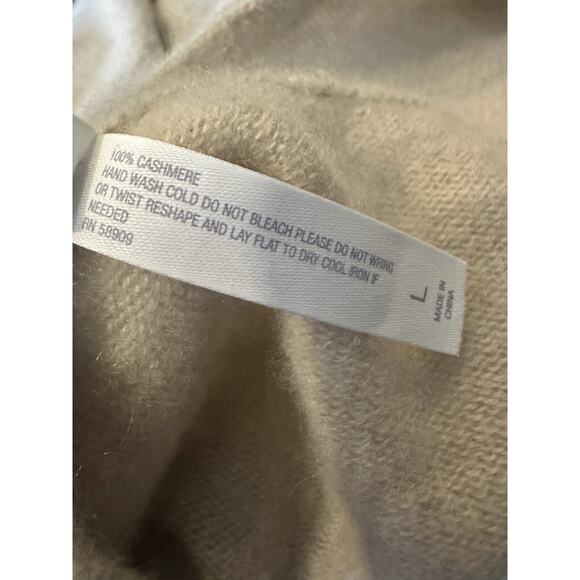 100% CASHMERE
HAND WASH COLD DO NOT BLEACH PLEASE DO NOT WRING
OR TWIST RESHAPE AND LAY FLAT TO DRY COOL IRON IF
NEEDED
RN 58909
L
MADE IN
CHINA